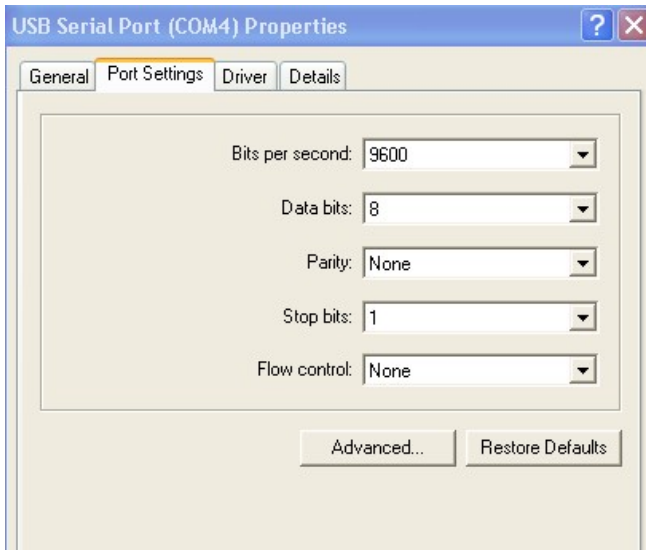 USB Serial Port (COM4) Properties
General Port Settings Driver Details
Bits per second: 9600
Data bits: 8
Parity: None
Stop bits: 1
Flow control: None
Advanced... Restore Defaults